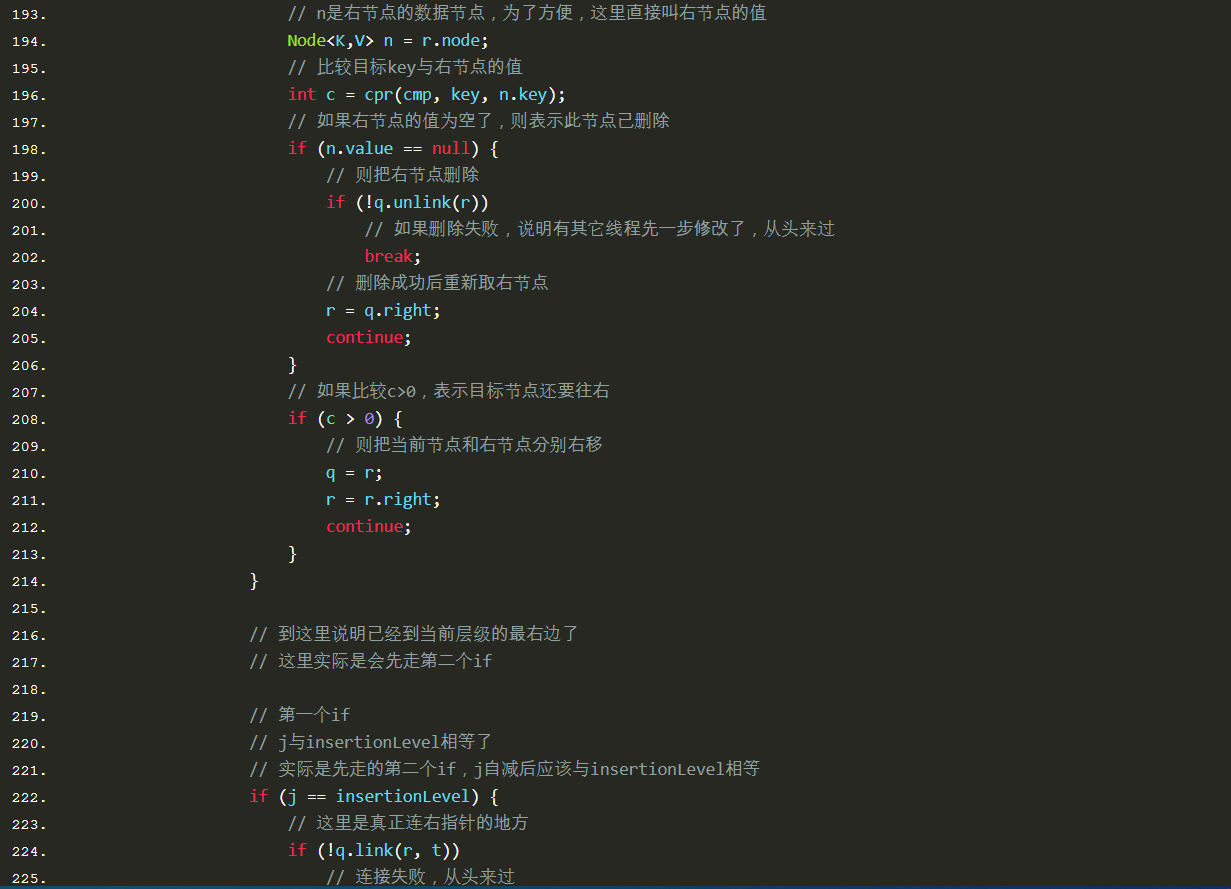 193. // n是右节点的数据节点，为了方便，这里直接叫右节点的值
194. Node<K,V> n = r.node;
195. // 比较目标key与右节点的值
196. int c = cpr(cmp, key, n.key);
197. // 如果右节点的值为空了，则表示此节点已删除
198. if (n.value == null) {
199. // 则把右节点删除
200. if (!q.unlink(r))
201. // 如果删除失败，说明有其它线程先一步修改了，从头来过
202. break;
203. // 删除成功后重新取右节点
204. r = q.right;
205. continue;
206. }
207. // 如果比较c>0，表示目标节点还要往右
208. if (c > 0) {
209. // 则把当前节点和右节点分别右移
210. q = r;
211. r = r.right;
212. continue;
213. }
214. }
215.
216. // 到这里说明已经到当前层级的最右边了
217. // 这里实际是会先走第二个if
218.
219. // 第一个if
220. // j与insertionLevel相等了
221. // 实际是先走的第二个if，j自减后应该与insertionLevel相等
222. if (j == insertionLevel) {
223. // 这里是真正连右指针的地方
224. if (!q.link(r, t))
225. // 连接失败，从头来过